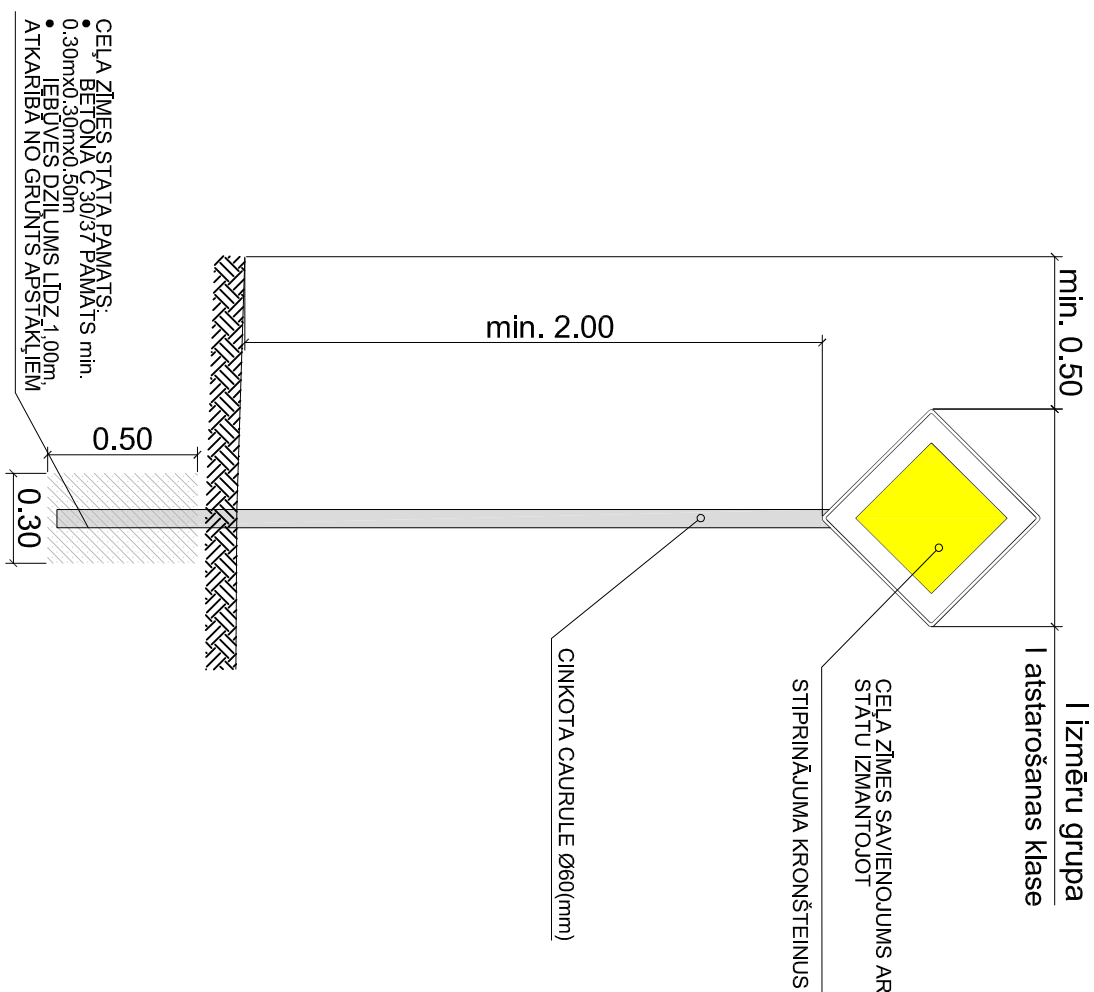 I izmēru grupa
I atstarošanas klase
min. 0.50
CEĻA ZĪMES SAVIENOJUMS AR
STATU IZMANTOJOT
STIPRINĀJUMA KRONŠTEINUS
min. 2.00
CINKOTA CAURULE Ø60(mm)
0.50
0.30
CEĻA ZĪMES STATA PAMATS:
• BETONA C 30/37 PAMATS min.
0.30mx0.30mx0.50m
• IEBŪVES DZIĻUMS LĪDZ 1,00m,
ATKARĪBĀ NO GRUNTS APSTĀKĻIEM